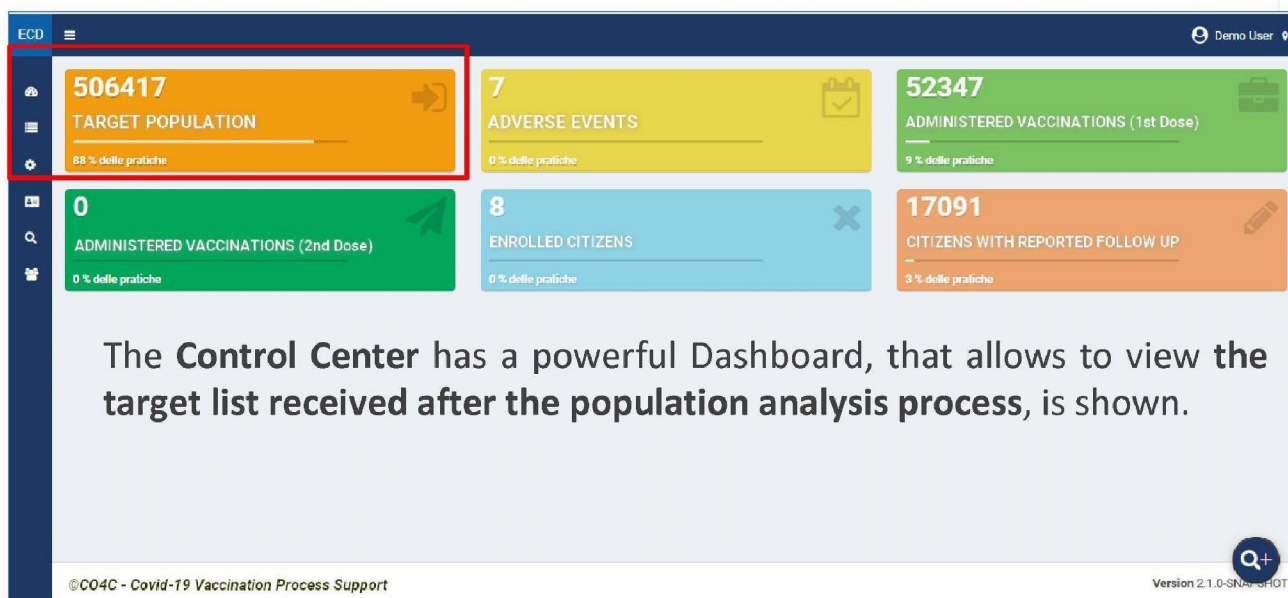 ECD
Demo User
506417
TARGET POPULATION
88 % delle pratiche
7
ADVERSE EVENTS
0 % delle pratiche
52347
ADMINISTERED VACCINATIONS (1st Dose)
9 % delle pratiche
0
ADMINISTERED VACCINATIONS (2nd Dose)
0 % delle pratiche
8
ENROLLED CITIZENS
0 % delle pratiche
17091
CITIZENS WITH REPORTED FOLLOW UP
3 % delle pratiche
The Control Center has a powerful Dashboard, that allows to view the
target list received after the population analysis process, is shown.
©CO4C - Covid-19 Vaccination Process Support
Version 2.1.0-SNAPSHOT